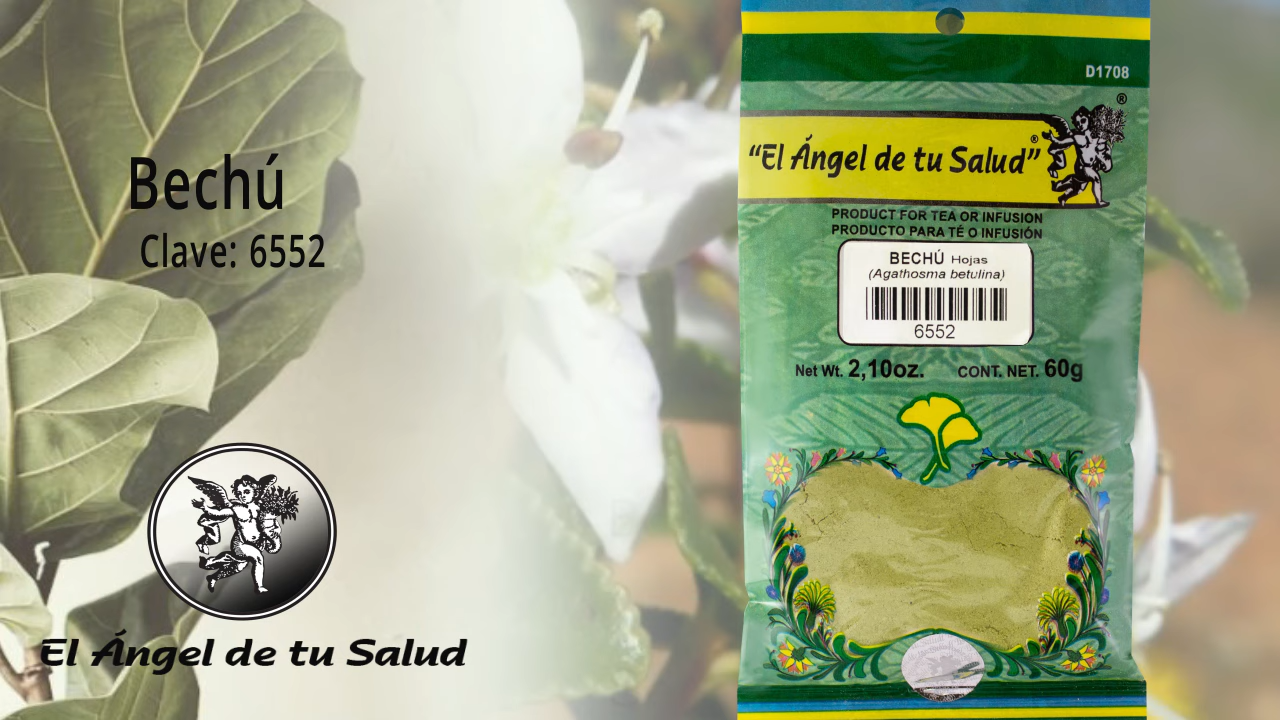 Bechú
Clave: 6552
El Ángel de tu Salud
D1708
®
"El Ángel de tu Salud"®
PRODUCT FOR TEA OR INFUSION
PRODUCTO PARA TÉ O INFUSIÓN
BECHÚ Hojas
(Agathosma betulina)
6552
Net Wt. 2,10oz. CONT. NET. 60g